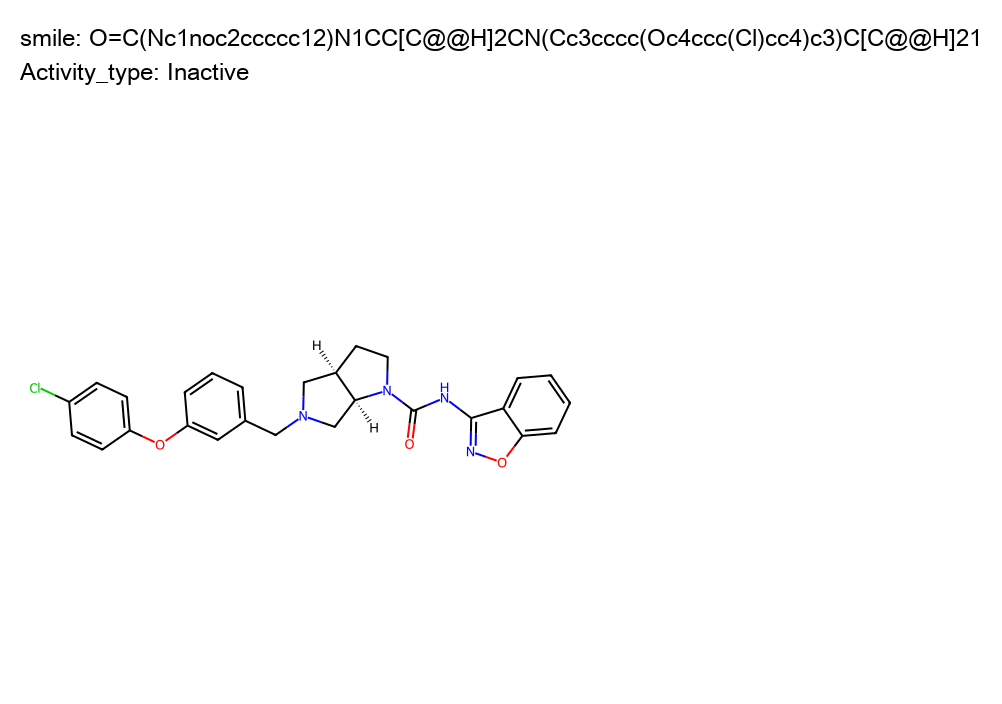 smile: O=C(Nc1noc2ccccc12)N1CC[C@@H]2CN(Cc3cccc(Oc4ccc(Cl)cc4)c3)C[C@@H]21
Activity_type: Inactive
H
Cl
N
N
H
N
O
H
O
N
O